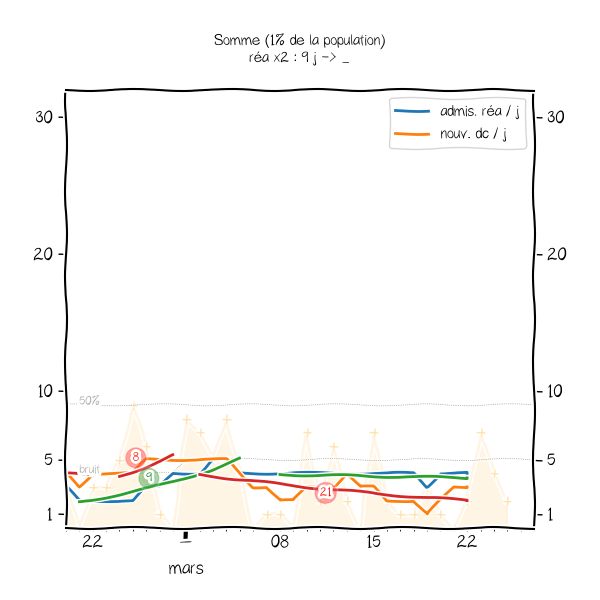 Somme (1% de la population)
réa x2 : 9 j -> _
admis. réa / j
nouv. dc / j
30 30
20 20
10 10
50%
5 5
bruit
8
9
21
1 1
22 1 08 15 22
mars